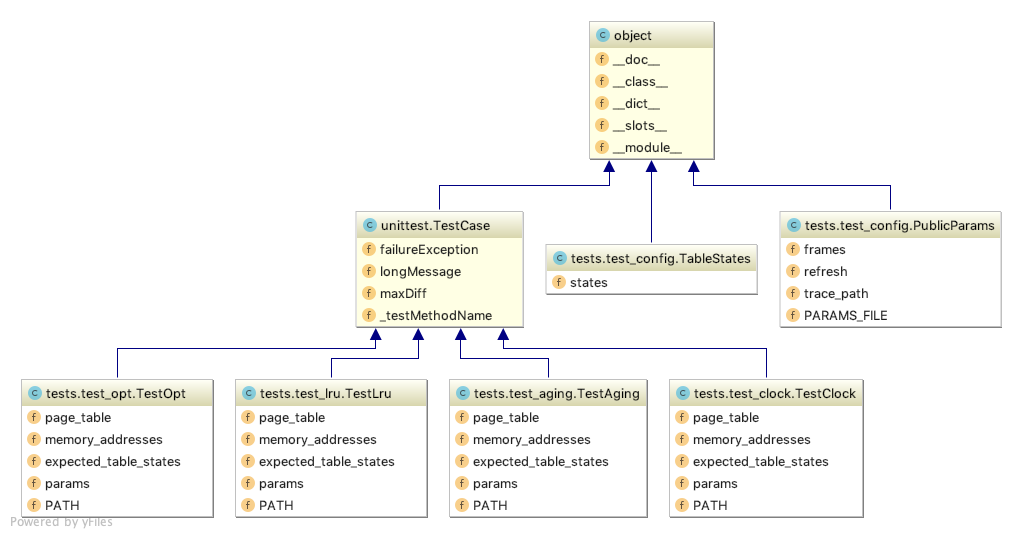 object
__doc__
__class__
__dict__
__slots__
__module__
unittest.TestCase
failureException
longMessage
maxDiff
_testMethodName
tests.test_config.TableStates
states
tests.test_config.PublicParams
frames
refresh
trace_path
PARAMS_FILE
tests.test_opt.TestOpt
page_table
memory_addresses
expected_table_states
params
PATH
tests.test_lru.TestLru
page_table
memory_addresses
expected_table_states
params
PATH
tests.test_aging.TestAging
page_table
memory_addresses
expected_table_states
params
PATH
tests.test_clock.TestClock
page_table
memory_addresses
expected_table_states
params
PATH
Powered by yFiles